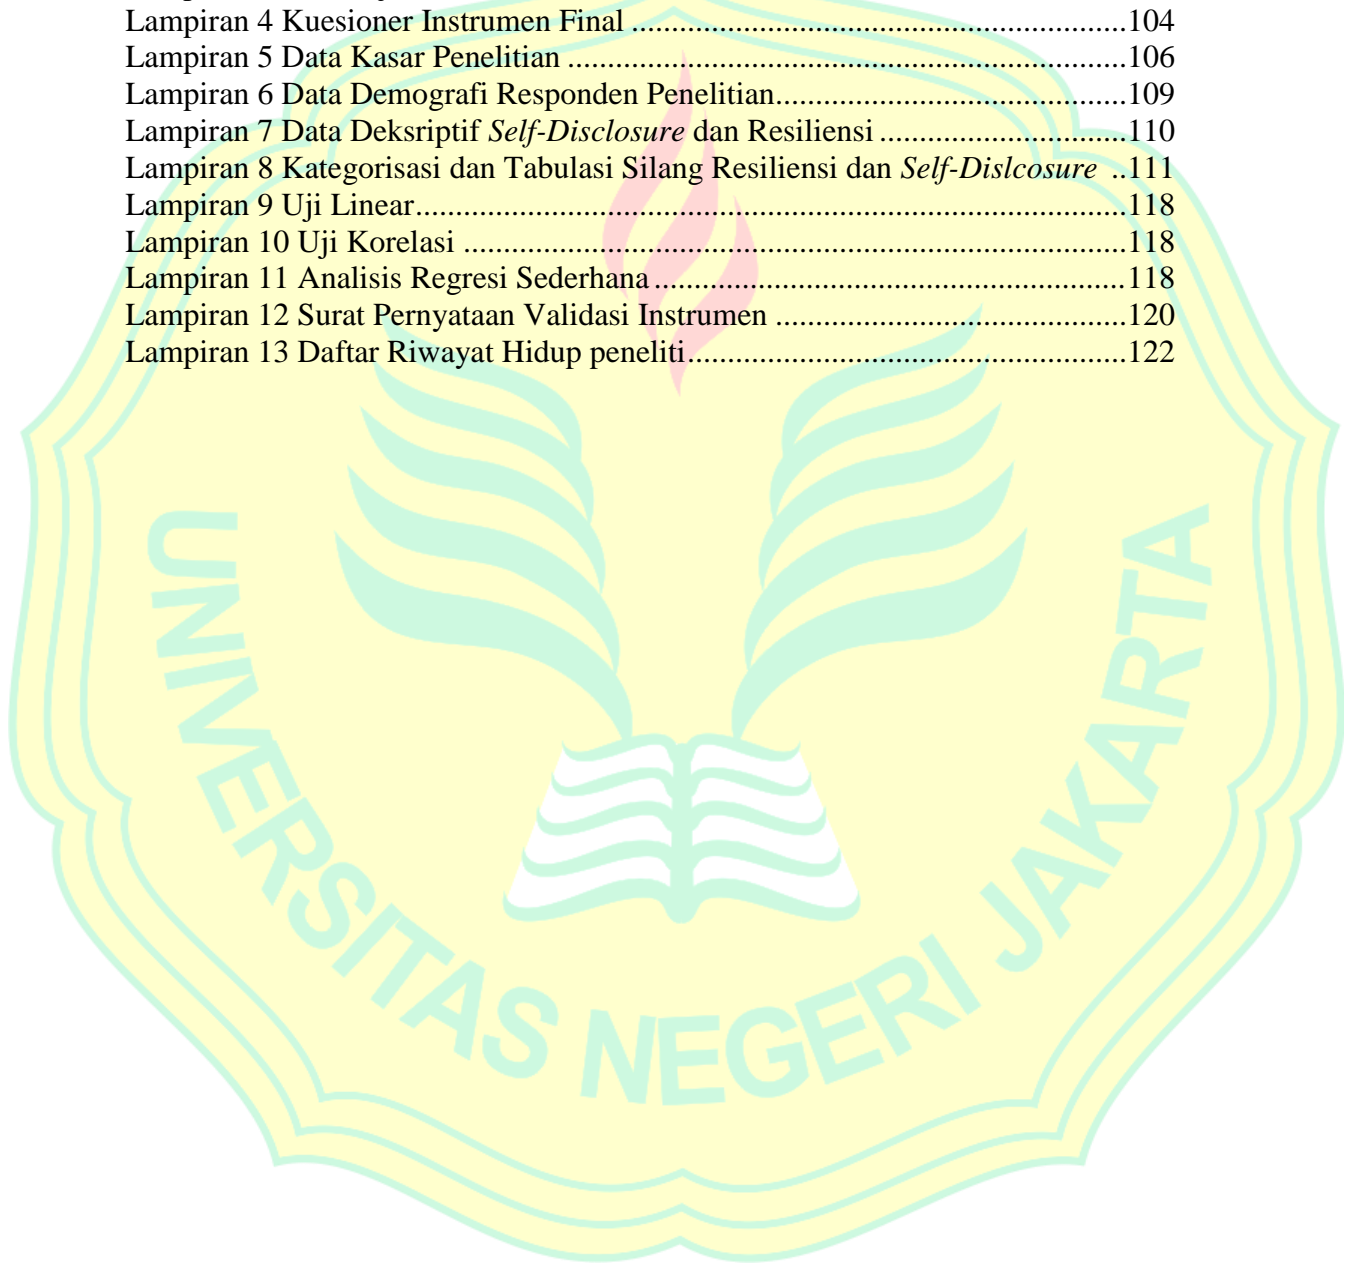 Lampiran 4 Kuesioner Instrumen Final ............................................................104
Lampiran 5 Data Kasar Penelitian ....................................................................106
Lampiran 6 Data Demografi Responden Penelitian...........................................109
Lampiran 7 Data Deksriptif Self-Disclosure dan Resiliensi ..............................110
Lampiran 8 Kategorisasi dan Tabulasi Silang Resiliensi dan Self-Dislcosure ..111
Lampiran 9 Uji Linear.......................................................................................118
Lampiran 10 Uji Korelasi .................................................................................118
Lampiran 11 Analisis Regresi Sederhana .........................................................118
Lampiran 12 Surat Pernyataan Validasi Instrumen ..........................................120
Lampiran 13 Daftar Riwayat Hidup peneliti.....................................................122
UNIVERSITAS NEGERI JAKARTA